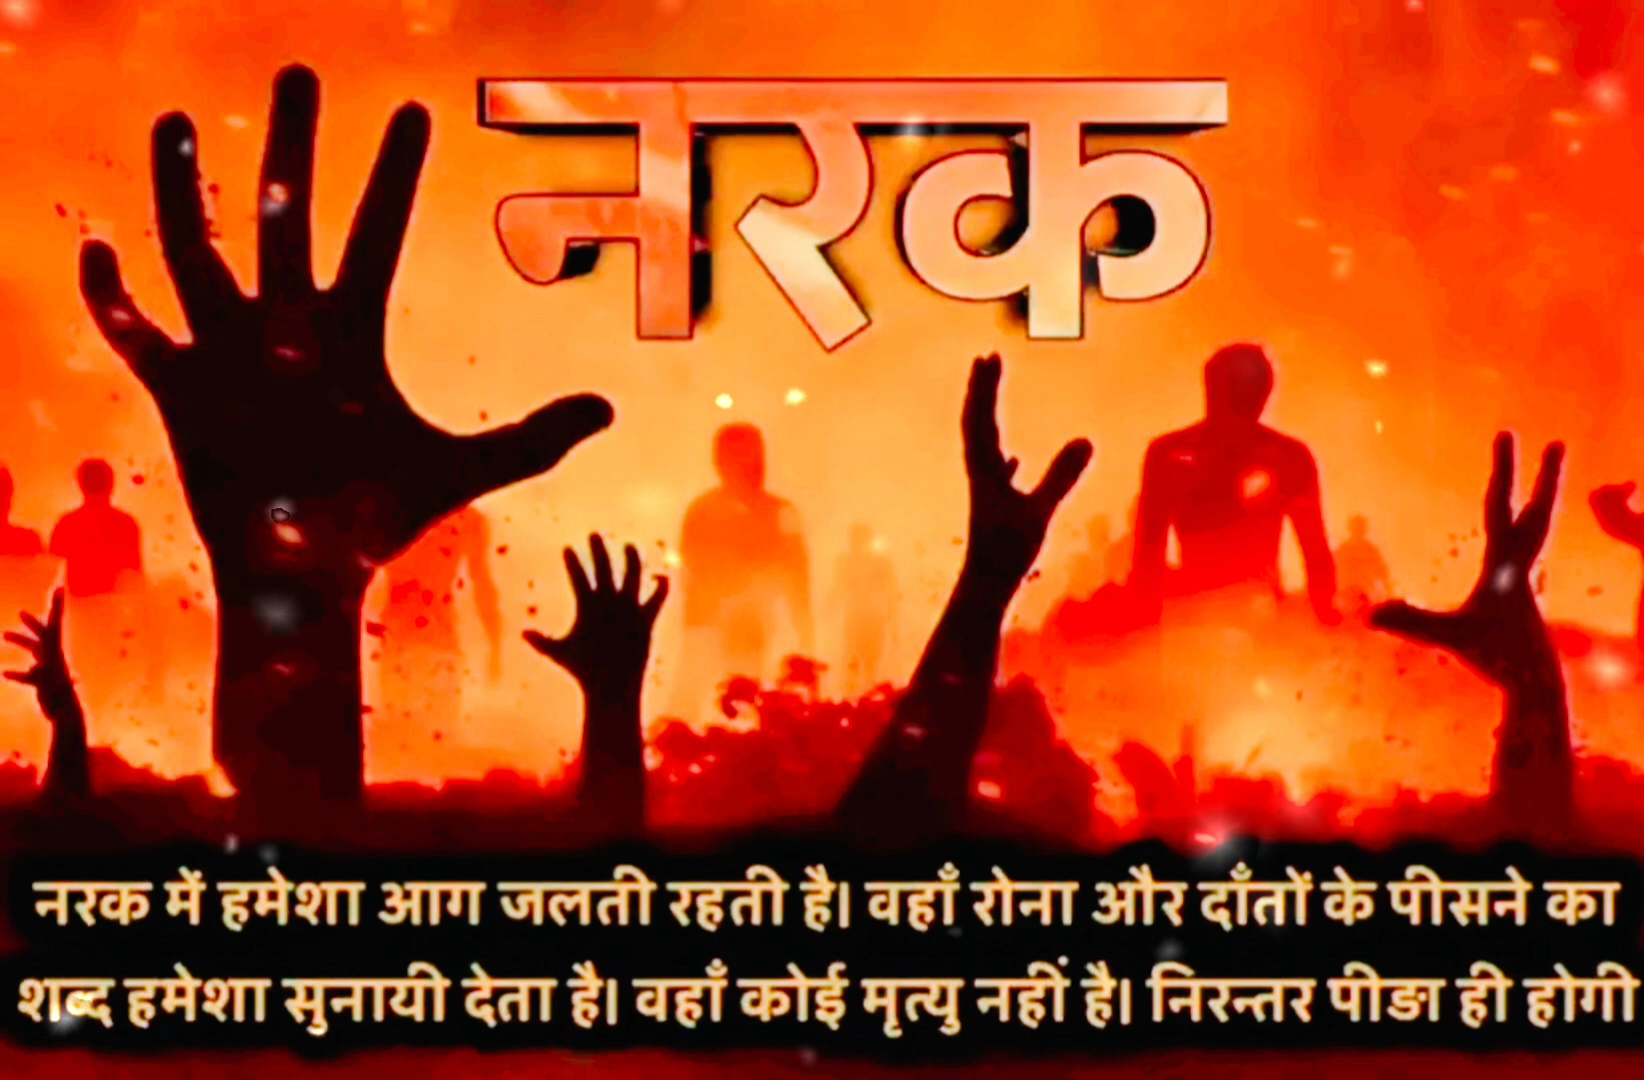 नरक
नरक में हमेशा आग जलती रहती है। वहाँ रोना और दाँतों के पीसने का
शब्द हमेशा सुनायी देता है। वहाँ कोई मृत्यु नहीं है। निरन्तर पीडा ही होगी